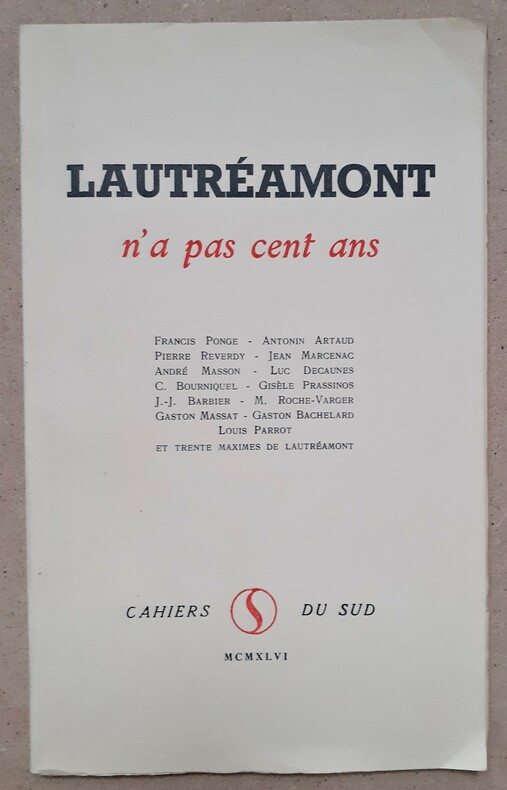 LAUTRÉAMONT
n'a pas cent ans
FRANCIS PONGE - ANTONIN ARTAUD
PIERRE REVERDY - JEAN MARCENAC
ANDRÉ MASSON - LUC DECAUNES
C. BOURNIQUEL - GISÈLE PRASSINOS
J.-J. BARBIER - M. ROCHE-VARGER
GASTON MASSAT - GASTON BACHELARD
LOUIS PARROT
ET TRENTE MAXIMES DE LAUTRÉAMONT
CAHIERS S DU SUD
MCMXLVI